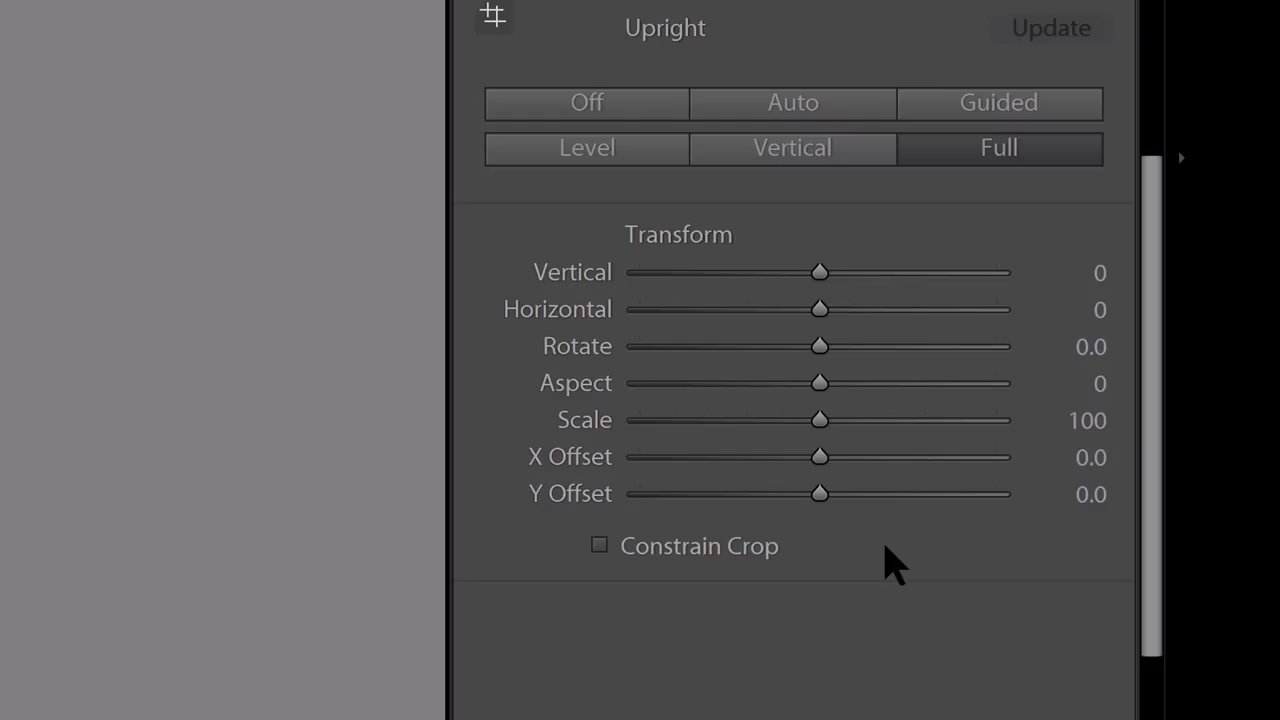 Upright Update
Off Auto Guided
Level Vertical Full
Transform
Vertical 0
Horizontal 0
Rotate 0.0
Aspect 0
Scale 100
X Offset 0.0
Y Offset 0.0
Constrain Crop